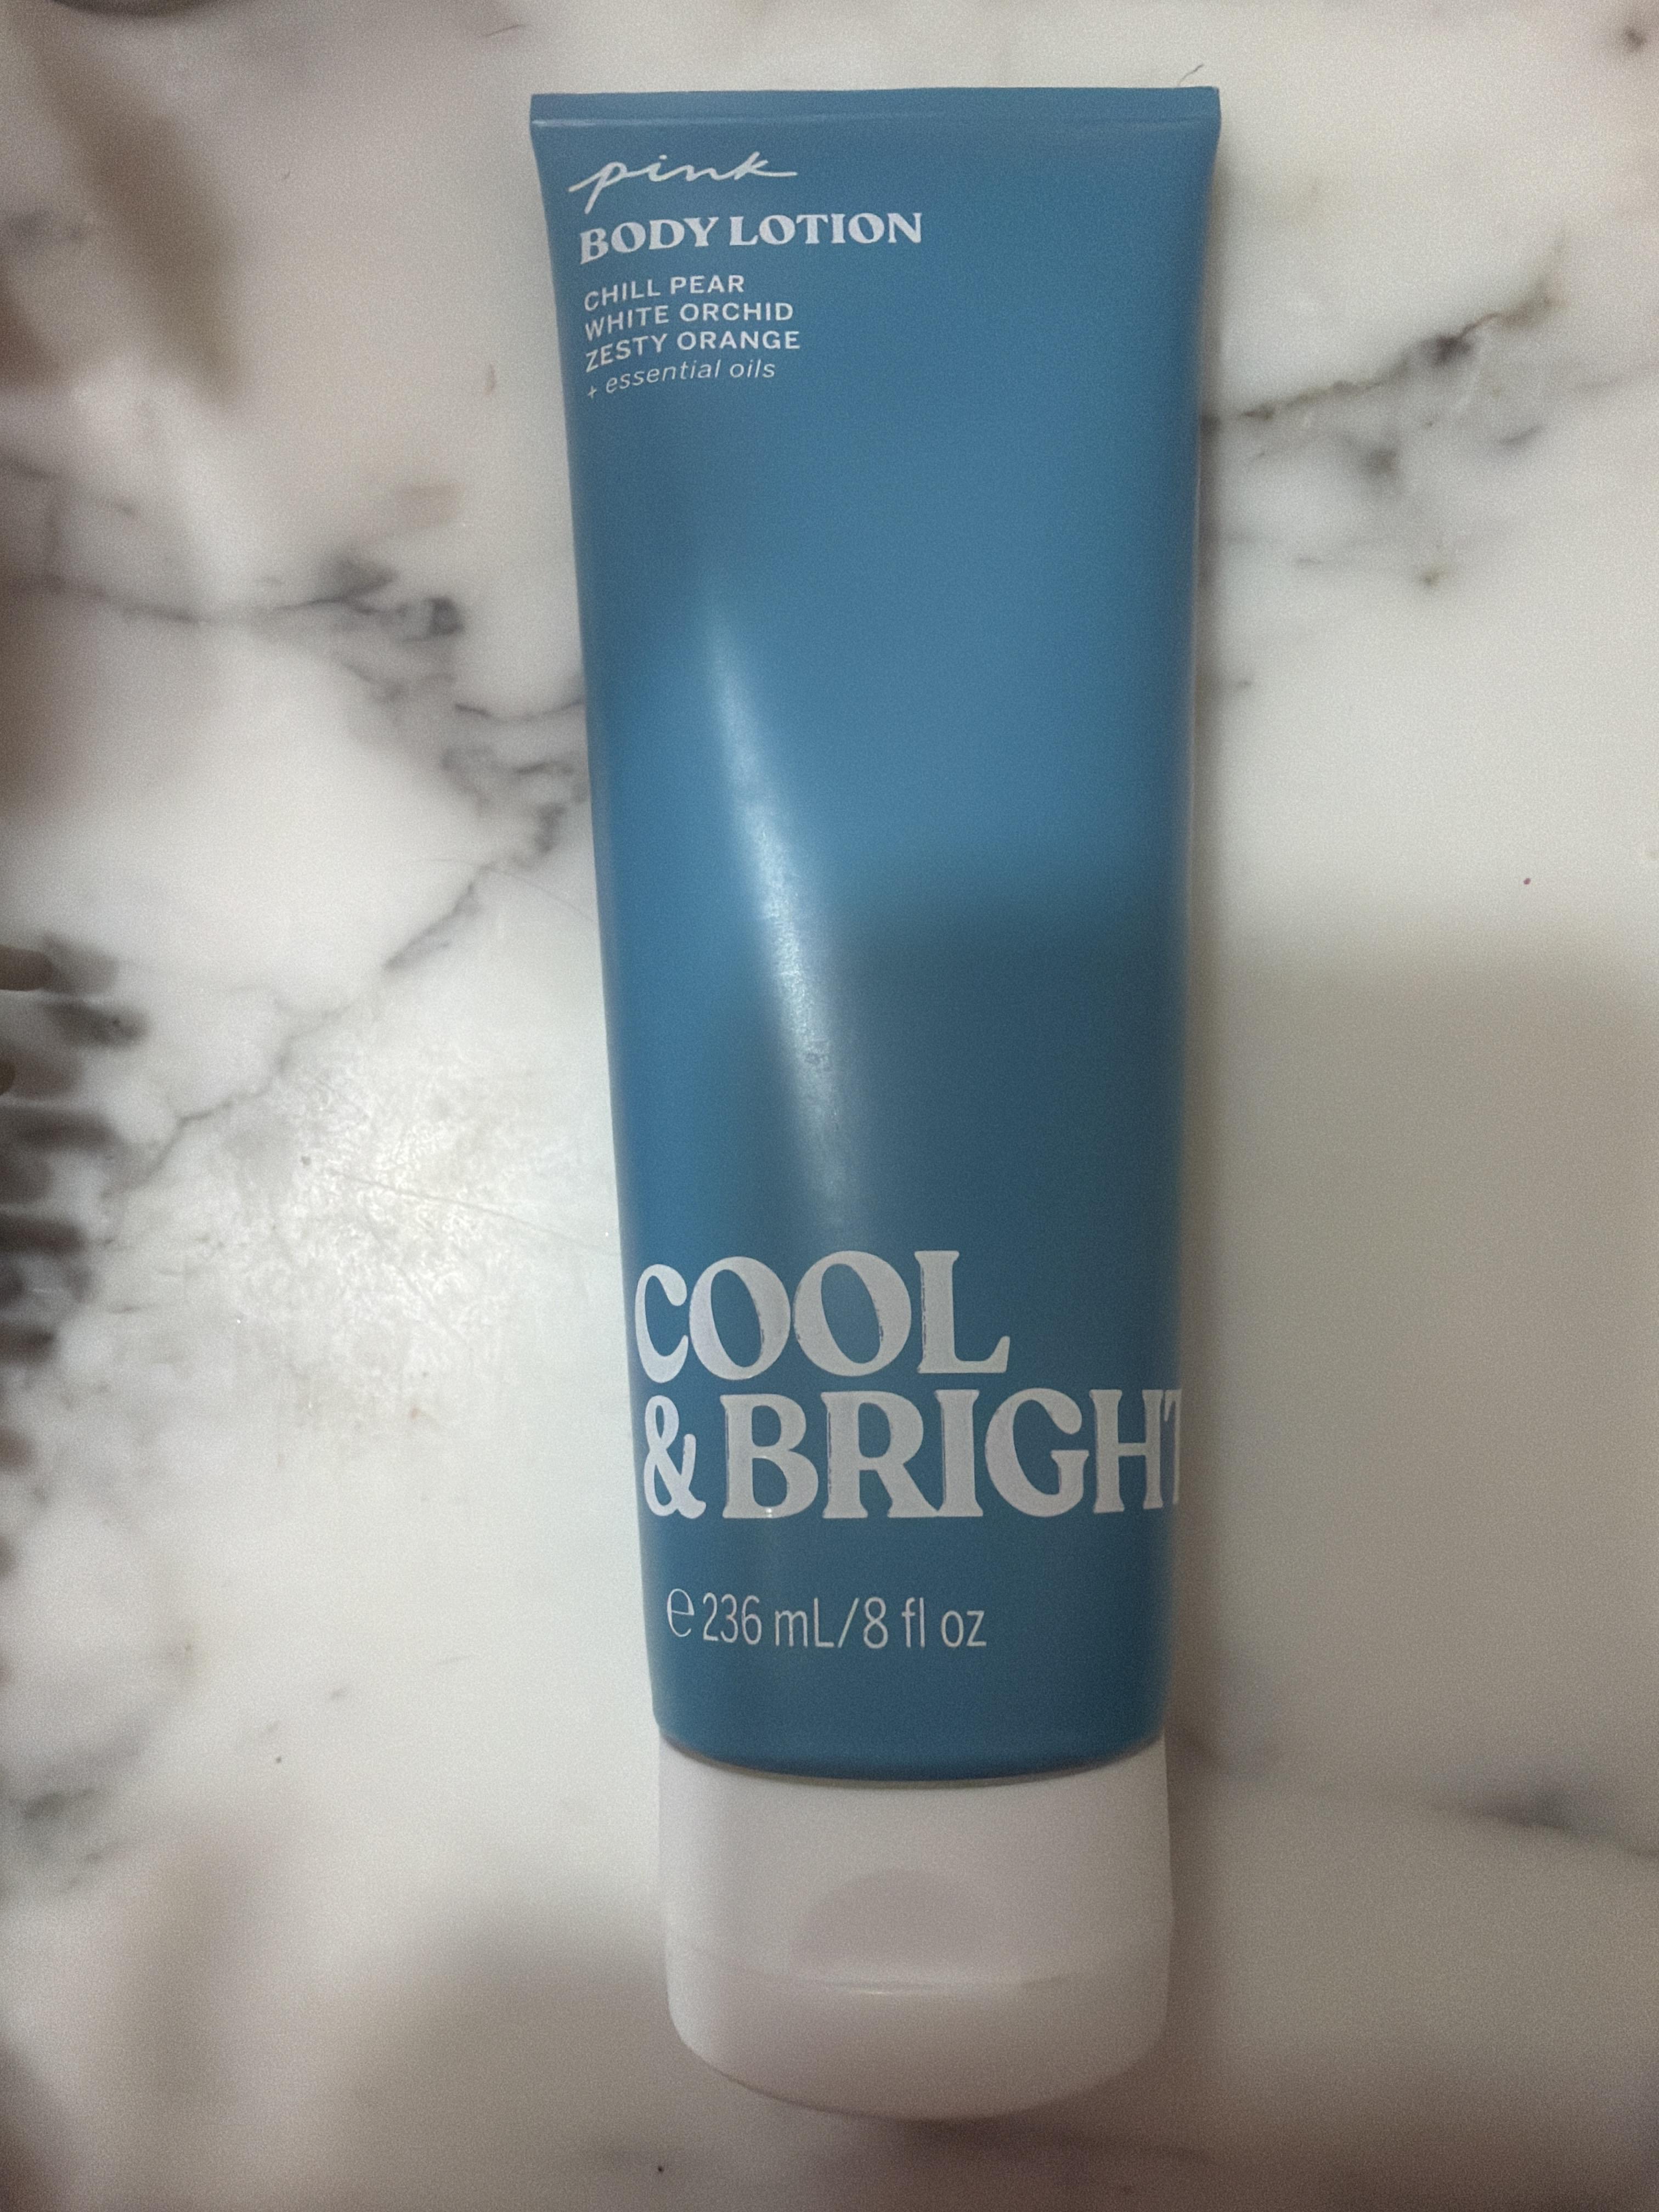 pink
BODY LOTION
CHILL PEAR
WHITE ORCHID
ZESTY ORANGE
+ essential oils
COOL
& BRIGHT
℮ 236 mL/8 fl oz